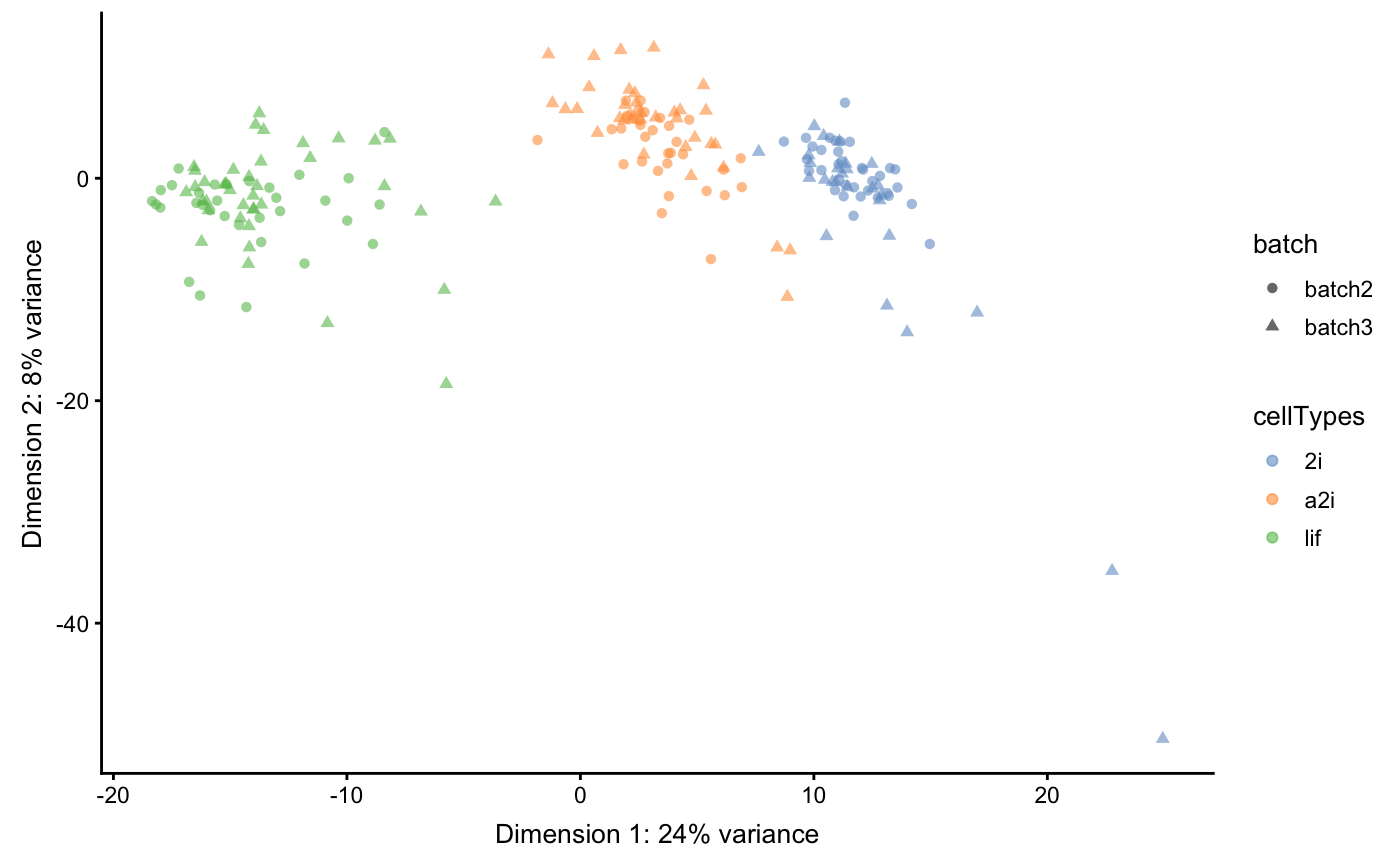 0
-20
-40
-20
-10
0
10
20
Dimension 1: 24% variance
Dimension 2: 8% variance
batch
batch2
batch3
cellTypes
2i
a2i
lif